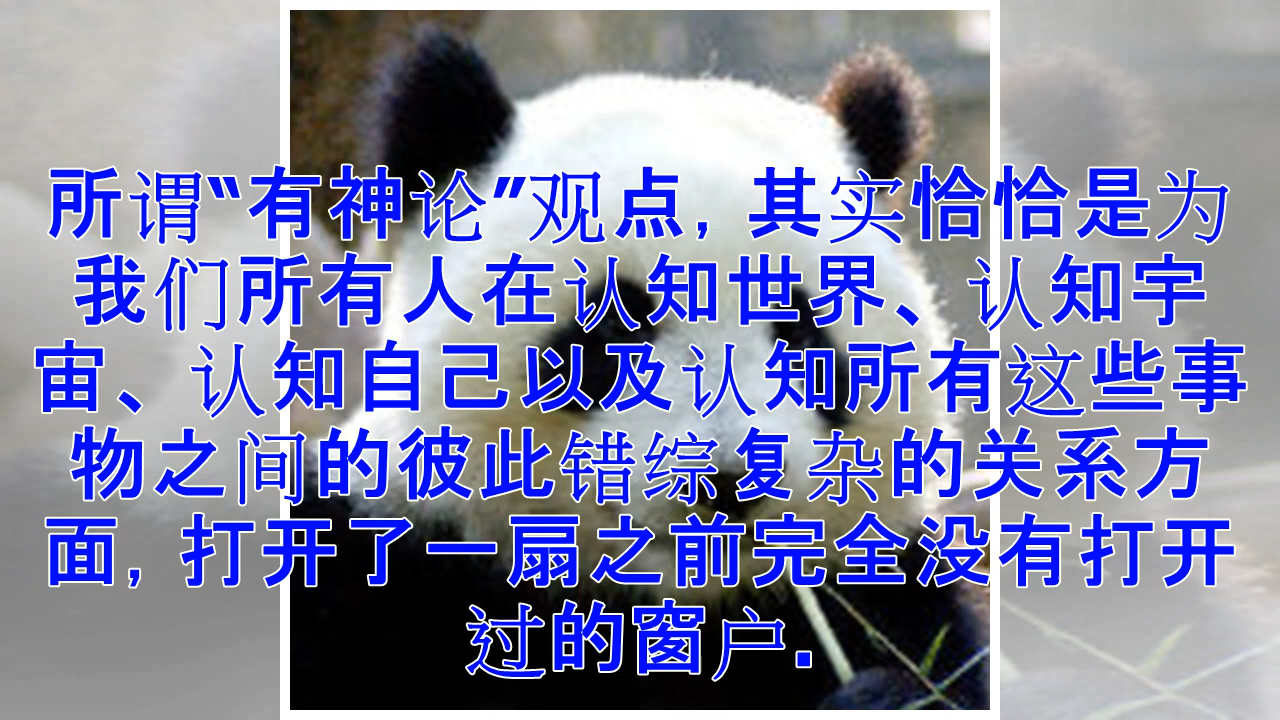 所谓“有神论”观点, 其实恰恰是为
我们所有人在认知世界、认知宇
宙、认知自己以及认知所有这些事
物之间的彼此错综复杂的关系方
面, 打开了一扇之前完全没有打开
过的窗户.